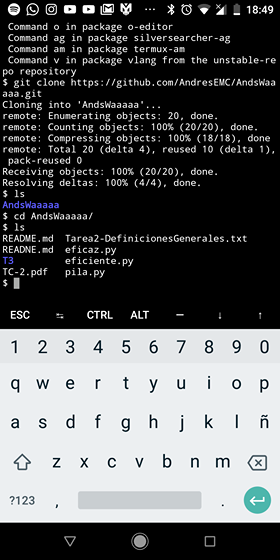 18:49
Command o in package o-editor
Command ag in package silversearcher-ag
Command am in package termux-am
Command v in package vlang from the unstable-re
po repository
$ git clone https://github.com/AndresEMC/AndsWaa
aaa.git
Cloning into 'AndsWaaaaa'...
remote: Enumerating objects: 20, done.
remote: Counting objects: 100% (20/20), done.
remote: Compressing objects: 100% (18/18), done.
remote: Total 20 (delta 4), reused 10 (delta 1),
pack-reused 0
Receiving objects: 100% (20/20), done.
Resolving deltas: 100% (4/4), done.
$ ls
AndsWaaaaa
$ cd AndsWaaaaa/
$ ls
README.md Tarea2-DefinicionesGenerales.txt
README.md eficaz.py
T3 eficiente.py
TC-2.pdf pila.py
$
ESC CTRL ALT – ↓ ↑
1 2 3 4 5 6 7 8 9 0
q w e r t y u i o p
a s d f g h j k l ñ
z x c v b n m
?123 , .